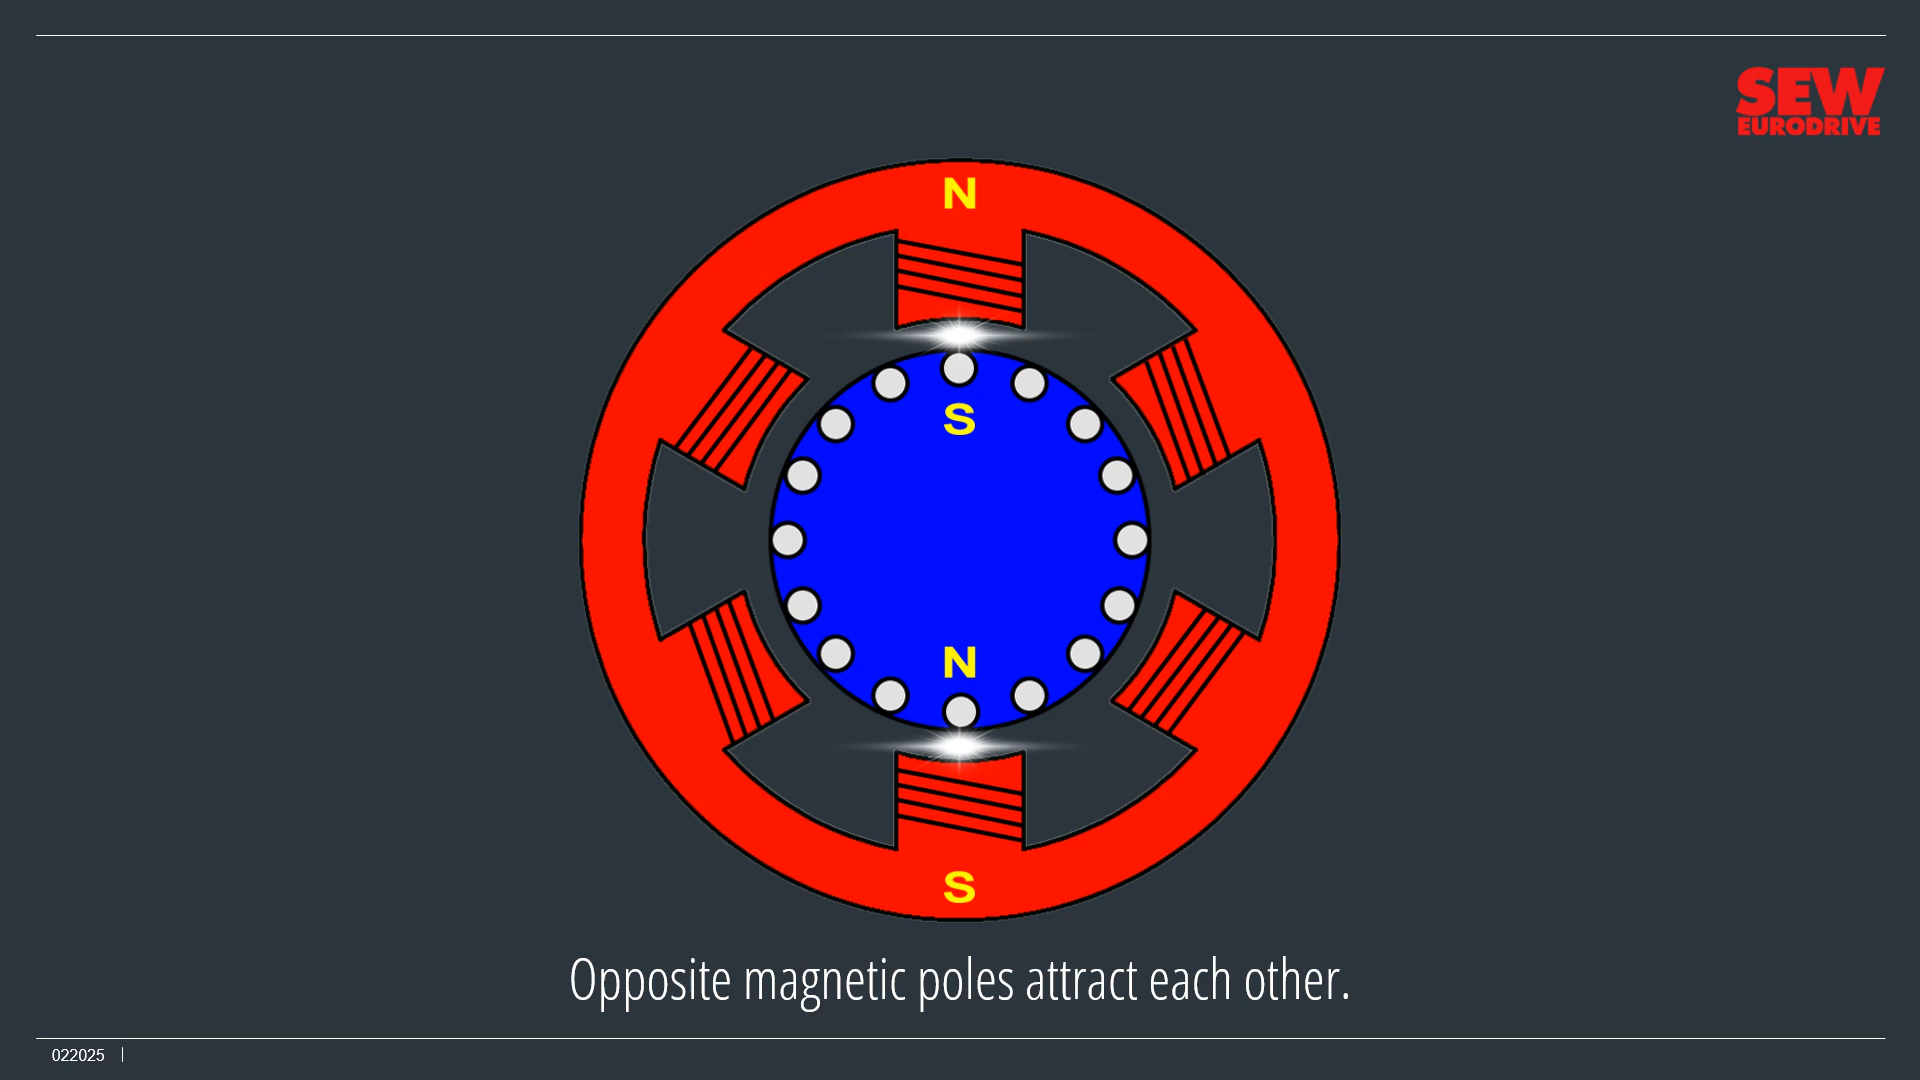 SEW
EURODRIVE
N
S
N
S
Opposite magnetic poles attract each other.
022025 |